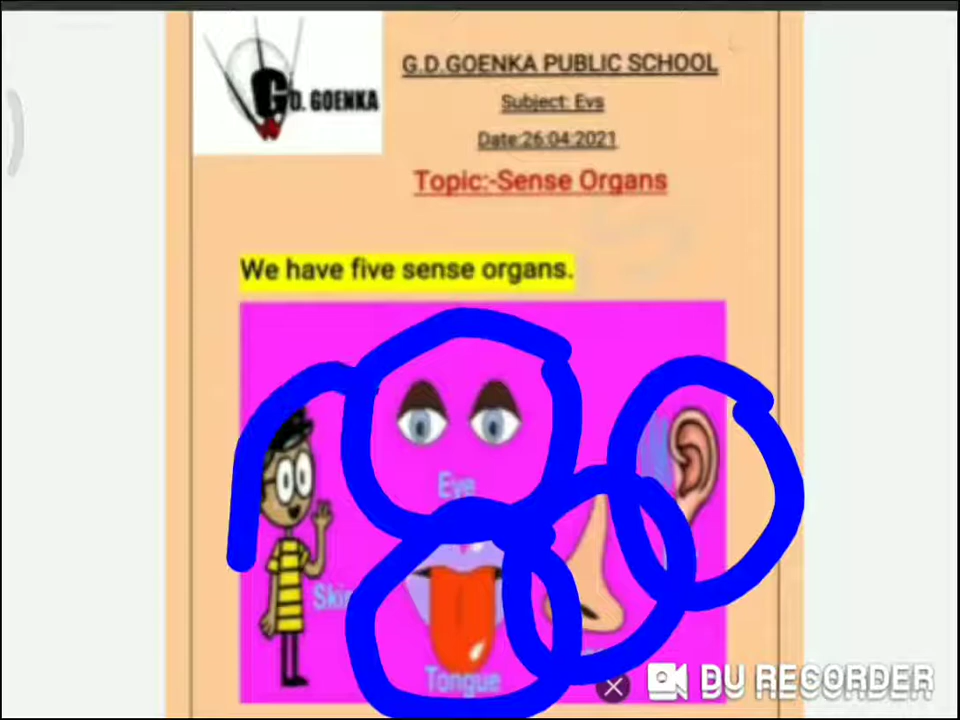 G.D. GOENKA
G.D.GOENKA PUBLIC SCHOOL
Subject: Evs
Date:26:04:2021
Topic:-Sense Organs
We have five sense organs.
Eye
Skin
Tongue
DU RECORDER